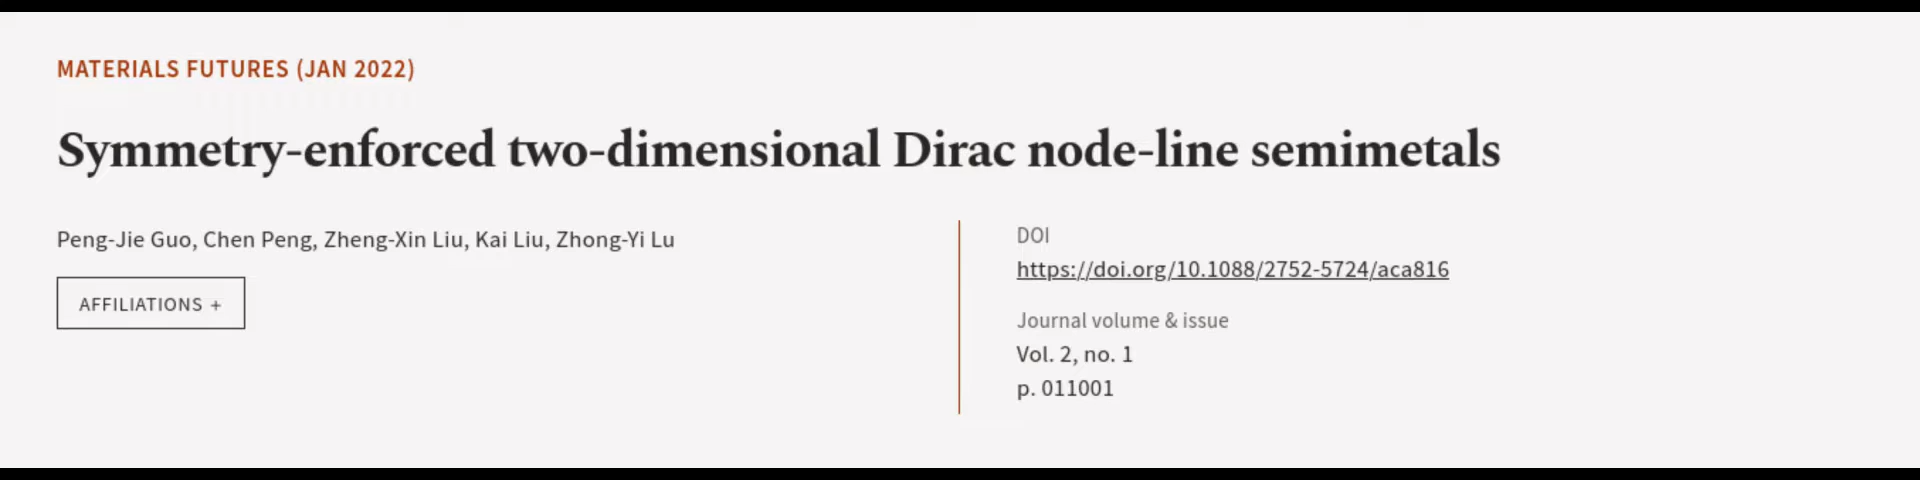 MATERIALS FUTURES (JAN 2022)
Symmetry-enforced two-dimensional Dirac node-line semimetals
Peng-Jie Guo, Chen Peng, Zheng-Xin Liu, Kai Liu, Zhong-Yi Lu
AFFILIATIONS +
DOI
https://doi.org/10.1088/2752-5724/aca816
Journal volume & issue
Vol. 2, no. 1
p. 011001